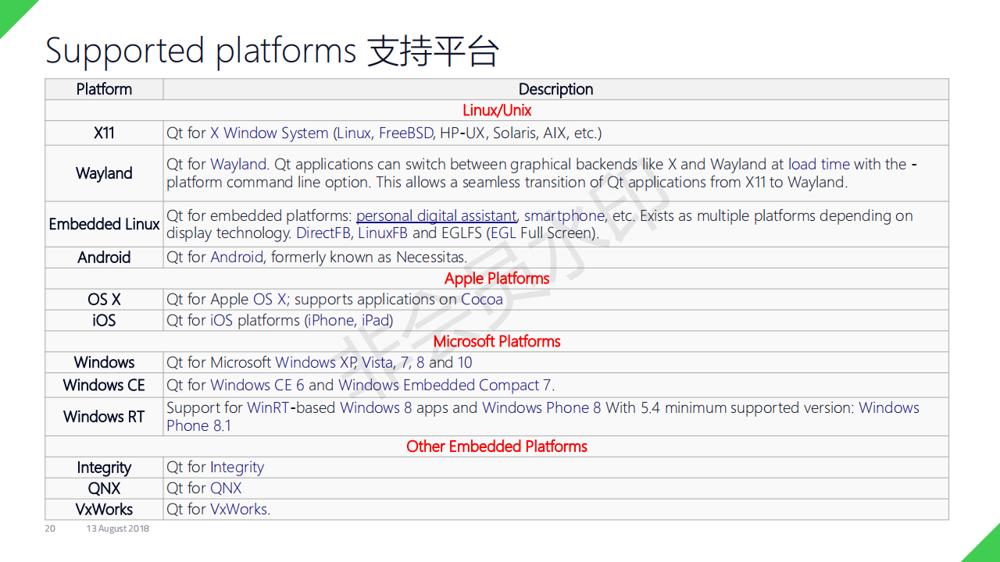 Supported platforms 支持平台
Platform Description
Linux/Unix
X11 Qt for X Window System (Linux, FreeBSD, HP-UX, Solaris, AIX, etc.)
Wayland Qt for Wayland. Qt applications can switch between graphical backends like X and Wayland at load time with the -
platform command line option. This allows a seamless transition of Qt applications from X11 to Wayland.
Embedded Linux Qt for embedded platforms: personal digital assistant, smartphone, etc. Exists as multiple platforms depending on
display technology. DirectFB, LinuxFB and EGLFS (EGL Full Screen).
Android Qt for Android, formerly known as Necessitas.
Apple Platforms
OS X Qt for Apple OS X; supports applications on Cocoa
iOS Qt for iOS platforms (iPhone, iPad)
Microsoft Platforms
Windows Qt for Microsoft Windows XP, Vista, 7, 8 and 10
Windows CE Qt for Windows CE 6 and Windows Embedded Compact 7.
Windows RT Support for WinRT-based Windows 8 apps and Windows Phone 8 With 5.4 minimum supported version: Windows
Phone 8.1
Other Embedded Platforms
Integrity Qt for Integrity
QNX Qt for QNX
VxWorks Qt for VxWorks.
20 13 August 2018
非会员水印